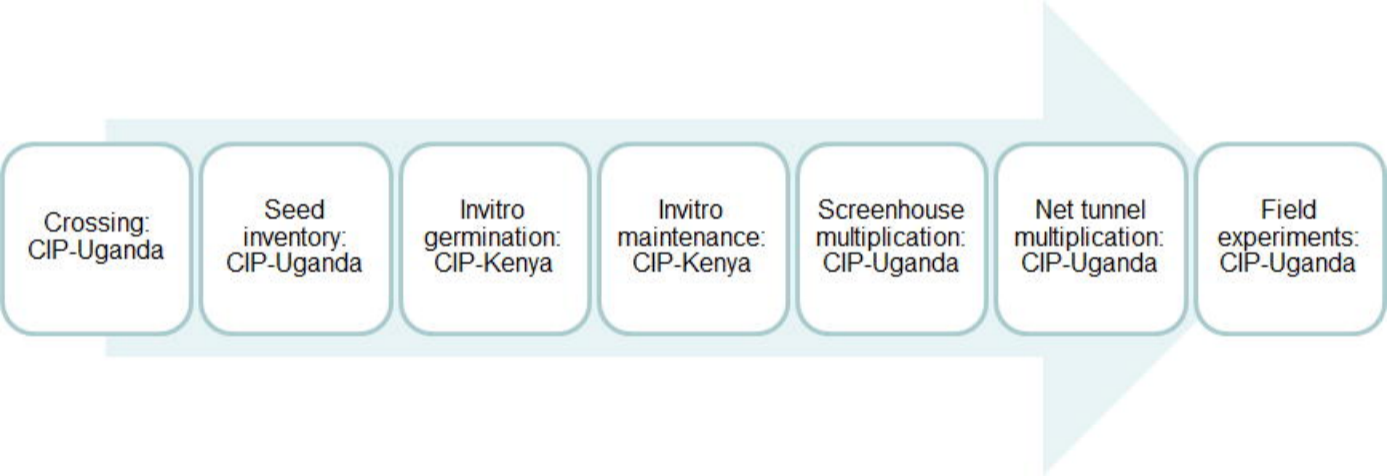 Crossing:
CIP-Uganda
Seed
inventory:
CIP-Uganda
Invitro
germination:
CIP-Kenya
Invitro
maintenance:
CIP-Kenya
Screenhouse
multiplication:
CIP-Uganda
Net tunnel
multiplication:
CIP-Uganda
Field
experiments:
CIP-Uganda